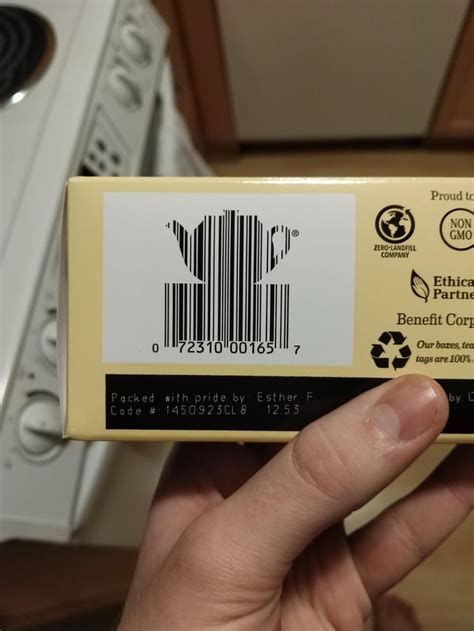 ®
0 72310 00165 7
Proud to
ZERO-LANDFILL
COMPANY
NON
GMO
Ethica
Partne
Benefit Corp
Our boxes, tea
tags are 100%
Packed with pride by: Esther F
Code #: 1450923CL8 12:53
by: